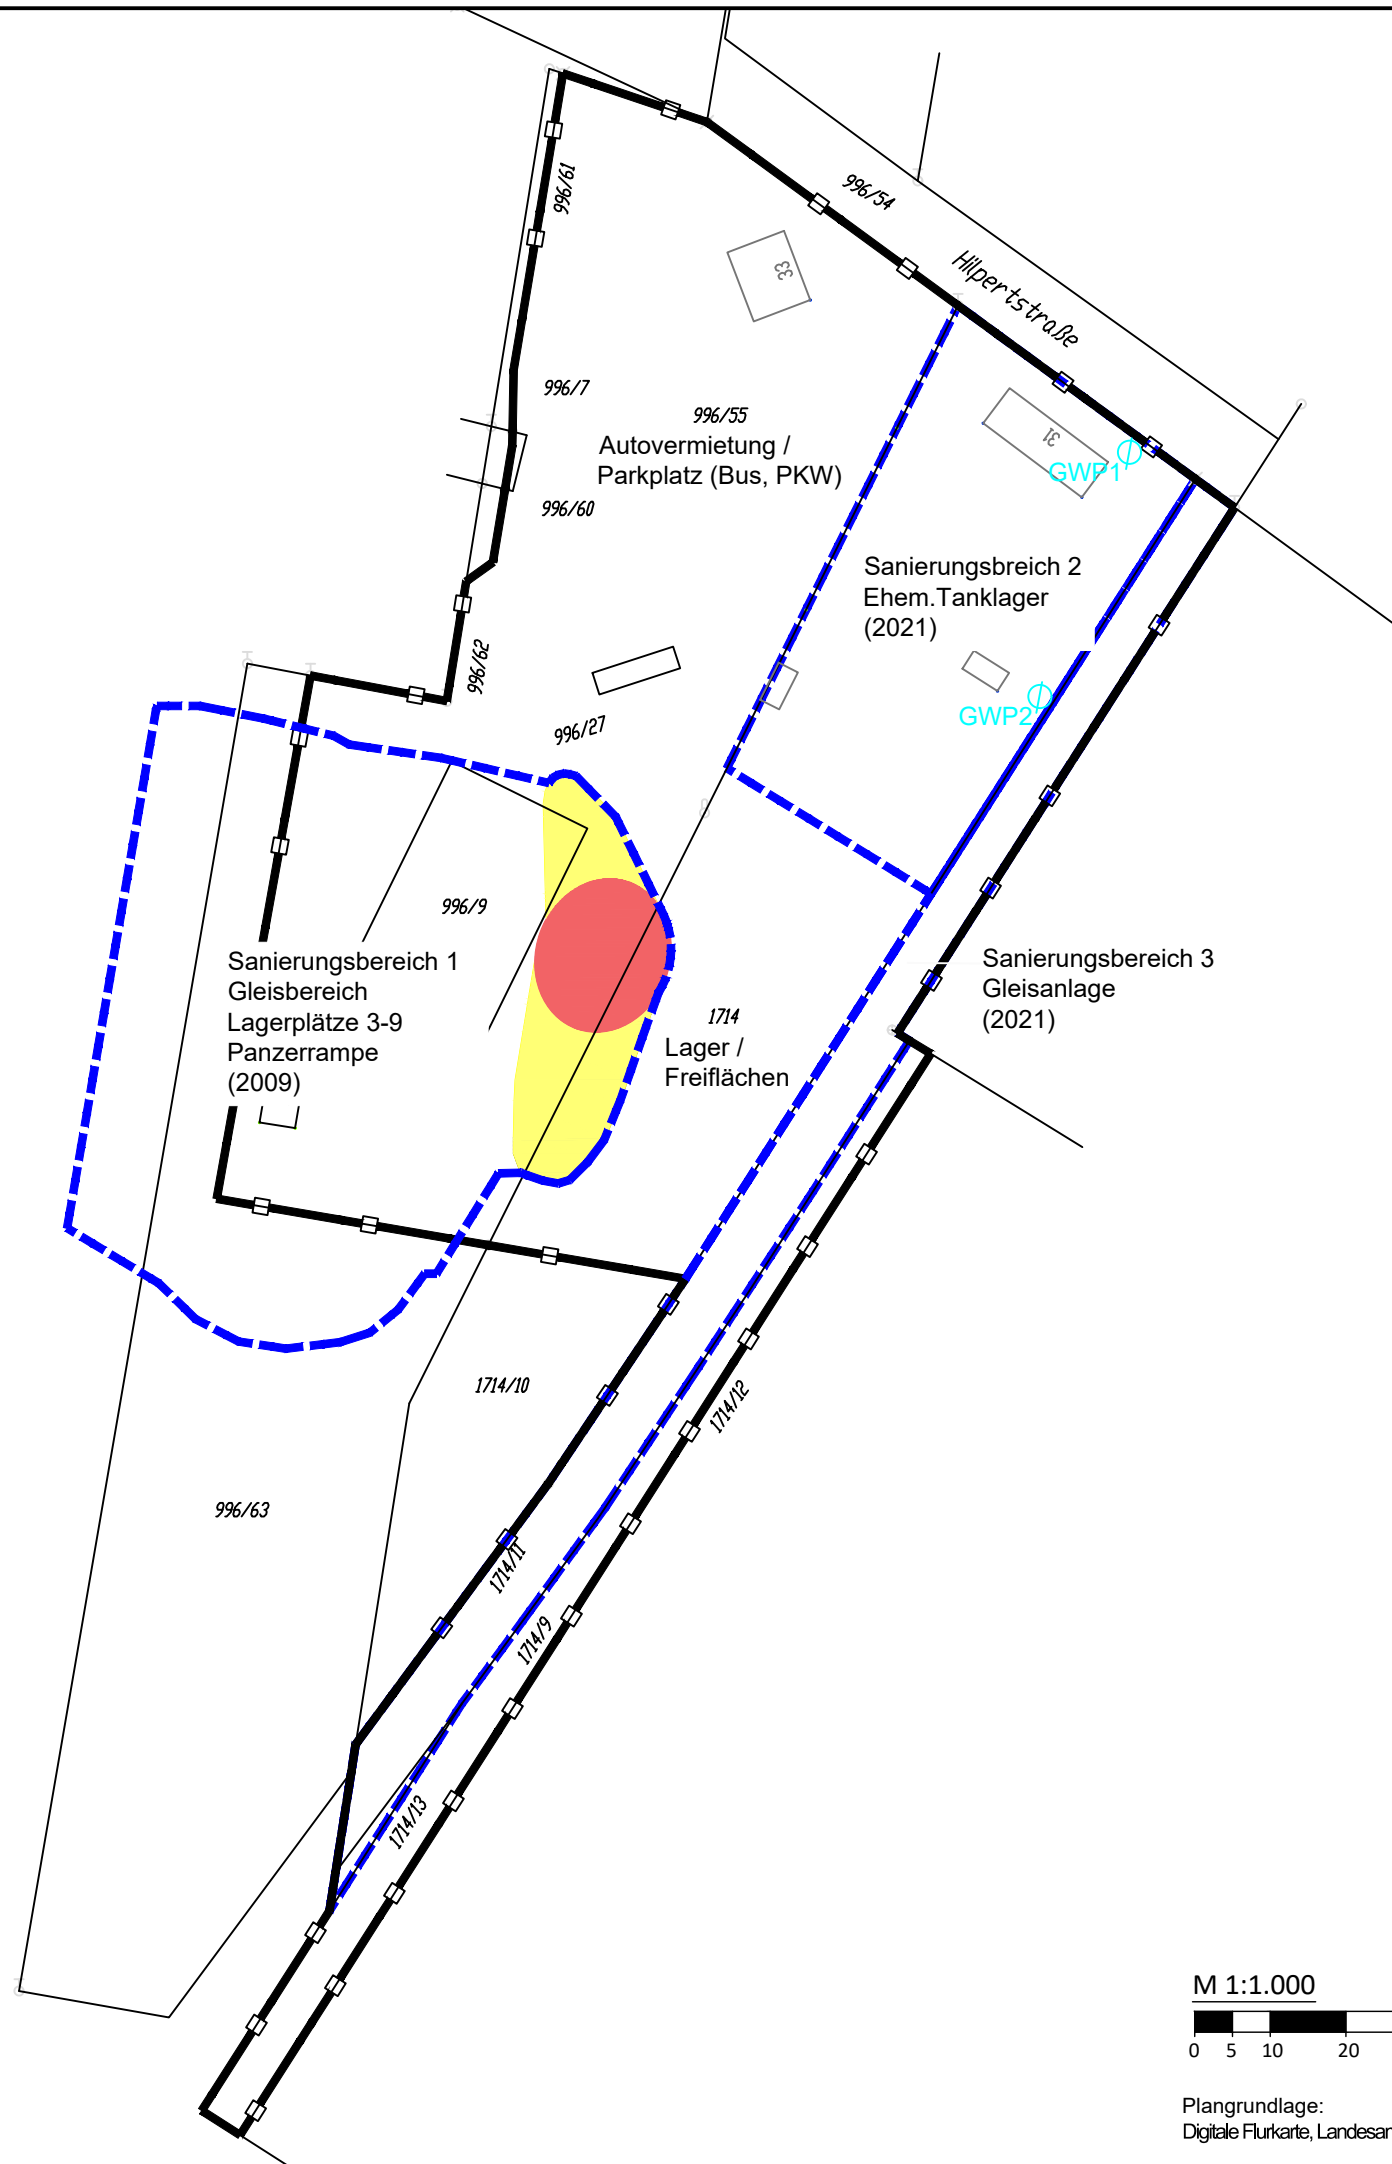 996/61
996/54
Hilpertstraße
33
996/7
996/55
Autovermietung /
Parkplatz (Bus, PKW)
31
GWP1
996/60
Sanierungsbreich 2
Ehem.Tanklager
(2021)
996/62
GWP2
996/27
996/9
Sanierungsbereich 1
Gleisbereich
Lagerplätze 3-9
Panzerrampe
(2009)
Sanierungsbereich 3
Gleisanlage
(2021)
1714
Lager /
Freiflächen
1714/10
1714/12
996/63
1714/11
1714/9
1714/13
M 1:1.000
0 5 10 20
Plangrundlage:
Digitale Flurkarte, Landesan